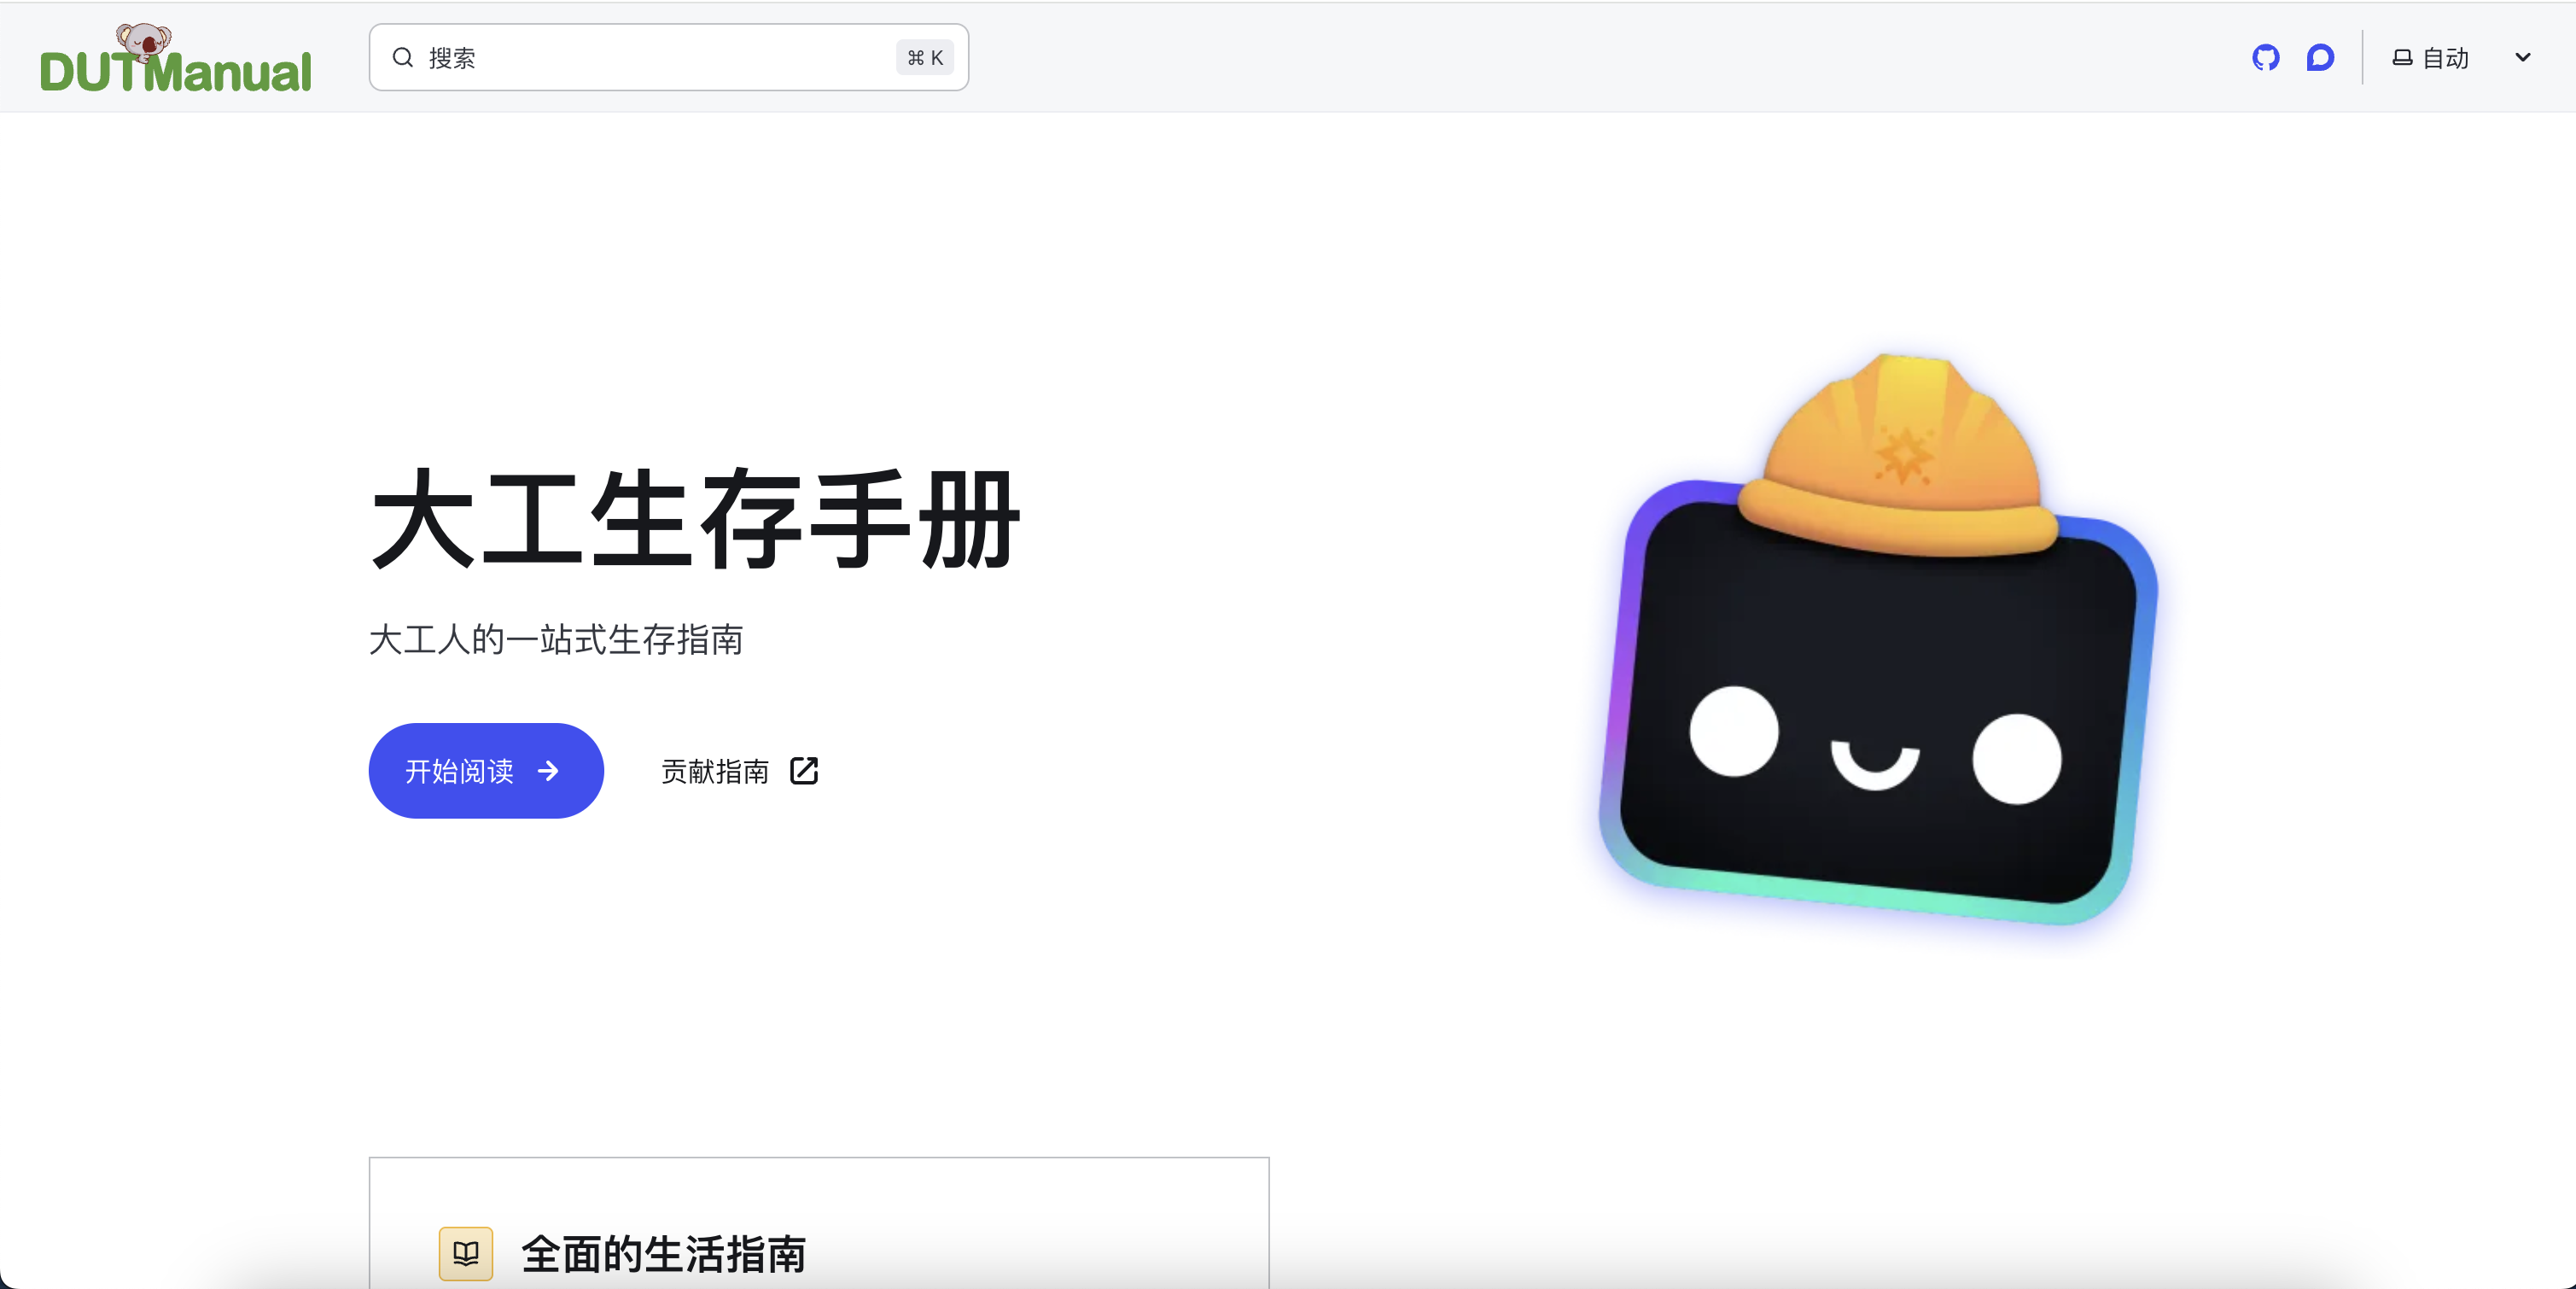 DUTManual
搜索
⌘ K
自动
大工生存手册
大工人的一站式生存指南
开始阅读
贡献指南
全面的生活指南